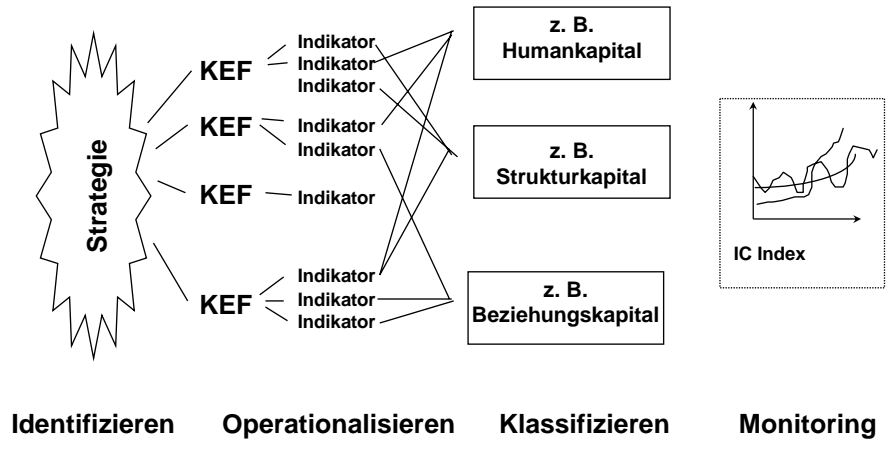 Strategie
KEF
Indikator
Indikator
Indikator
KEF
Indikator
Indikator
KEF
Indikator
KEF
Indikator
Indikator
Indikator
z. B.
Humankapital
z. B.
Strukturkapital
z. B.
Beziehungskapital
IC Index
Identifizieren
Operationalisieren
Klassifizieren
Monitoring